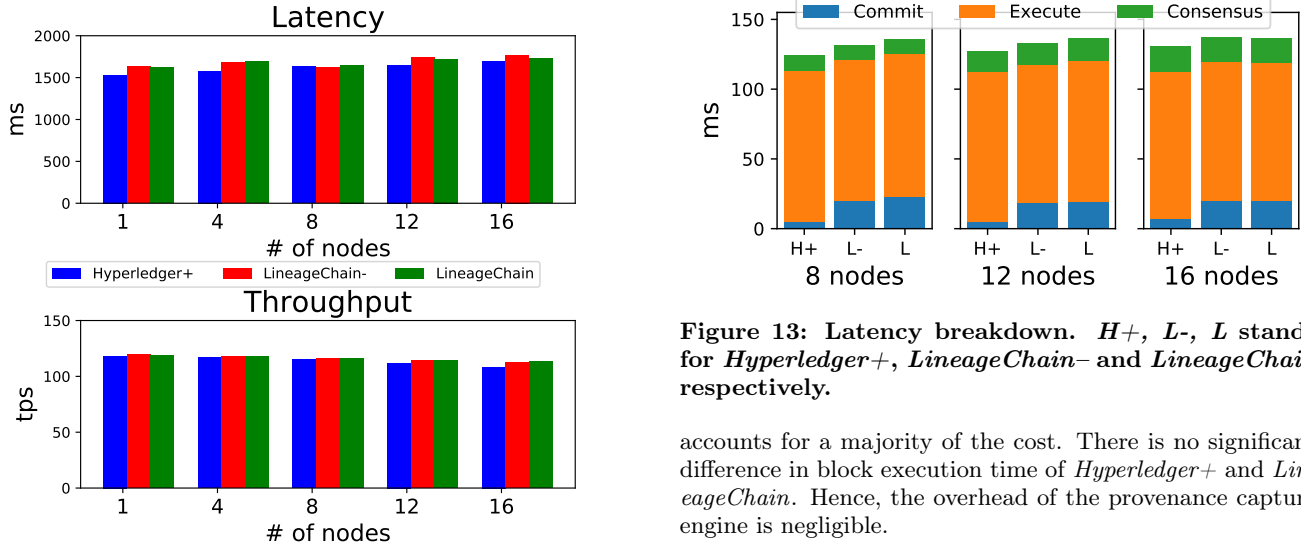 Latency
2000
1500
1000
500
0
ms
1 4 8 12 16
# of nodes
Hyperledger+ LineageChain- LineageChain
Throughput
150
100
50
0
tps
1 4 8 12 16
# of nodes
Commit Execute Consensus
150
100
50
0
ms
H+ L- L H+ L- L H+ L- L
8 nodes 12 nodes 16 nodes
Figure 13: Latency breakdown. H+, L-, L stand
for Hyperledger+, LineageChain– and LineageChai
respectively.
accounts for a majority of the cost. There is no significan
difference in block execution time of Hyperledger+ and Lin
eageChain. Hence, the overhead of the provenance captur
engine is negligible.